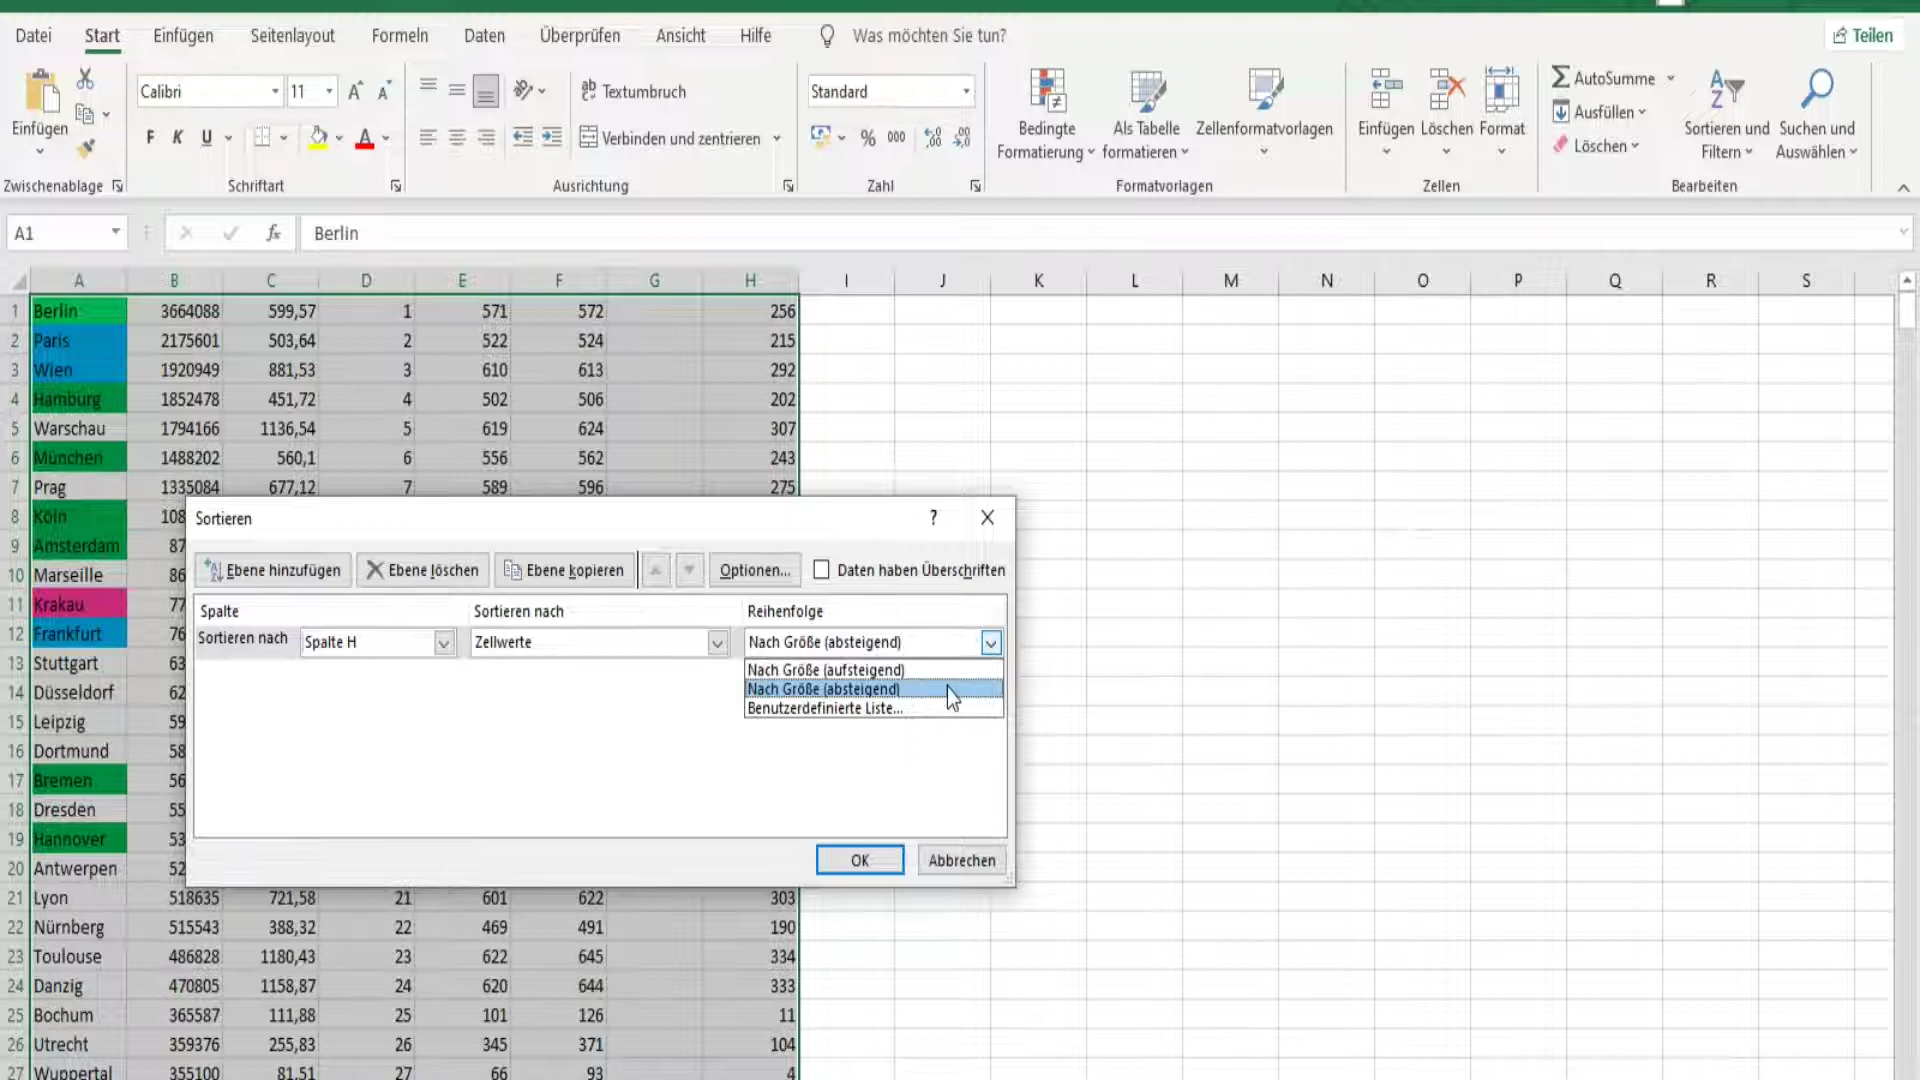 Datei Start Einfügen Seitenlayout Formeln Daten Überprüfen Ansicht Hilfe Was möchten Sie tun? Teilen
Calibri 11 Textumbruch Standard AutoSumme
Einfügen Bedingte Als Tabelle Zellenformatvorlagen Einfügen Löschen Format Ausfüllen Sortieren und Suchen und
F K U Verbinden und zentrieren % 000 Formatierung formatieren Löschen Filtern Auswählen
Zwischenablage Schriftart Ausrichtung Zahl Formatvorlagen Zellen Bearbeiten
A1 fx Berlin
A B C D E F G H I J K L M N O P Q R S
1 Berlin 3664088 599,57 1 571 572 256
2 Paris 2175601 503,64 2 522 524 215
3 Wien 1920949 881,53 3 610 613 292
4 Hamburg 1852478 451,72 4 502 506 202
5 Warschau 1794166 1136,54 5 619 624 307
6 München 1488202 560,1 6 556 562 243
7 Prag 1335084 677,12 7 589 596 275
8 Köln 108
9 Amsterdam 87
10 Marseille 86
11 Krakau 77
12 Frankfurt 76
13 Stuttgart 63
14 Düsseldorf 62
15 Leipzig 59
16 Dortmund 58
17 Bremen 56
18 Dresden 55
19 Hannover 53
20 Antwerpen 52
21 Lyon 518635 721,58 21 601 622 303
22 Nürnberg 515543 388,32 22 469 491 190
23 Toulouse 486828 1180,43 23 622 645 334
24 Danzig 470805 1158,87 24 620 644 333
25 Bochum 365587 111,88 25 101 126 11
26 Utrecht 359376 255,83 26 345 371 104
27 Wuppertal 355100 81,51 27 66 93 4
Sortieren ?
Ebene hinzufügen Ebene löschen Ebene kopieren Optionen... Daten haben Überschriften
Spalte Sortieren nach Reihenfolge
Sortieren nach Spalte H Zellwerte Nach Größe (absteigend)
Nach Größe (aufsteigend)
Nach Größe (absteigend)
Benutzerdefinierte Liste...
OK Abbrechen